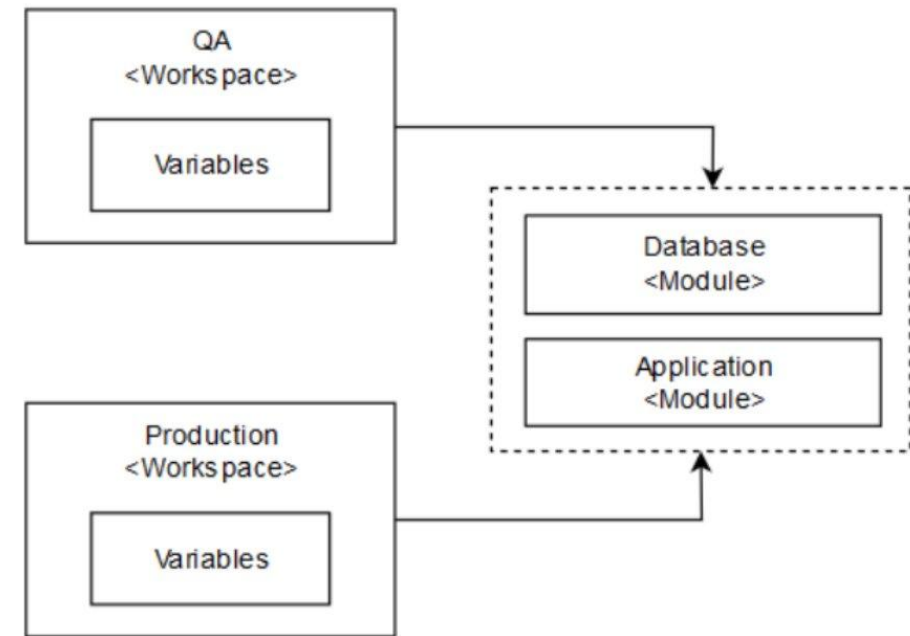 QA
<Workspace>
Variables
Database
<Module>
Application
<Module>
Production
<Workspace>
Variables